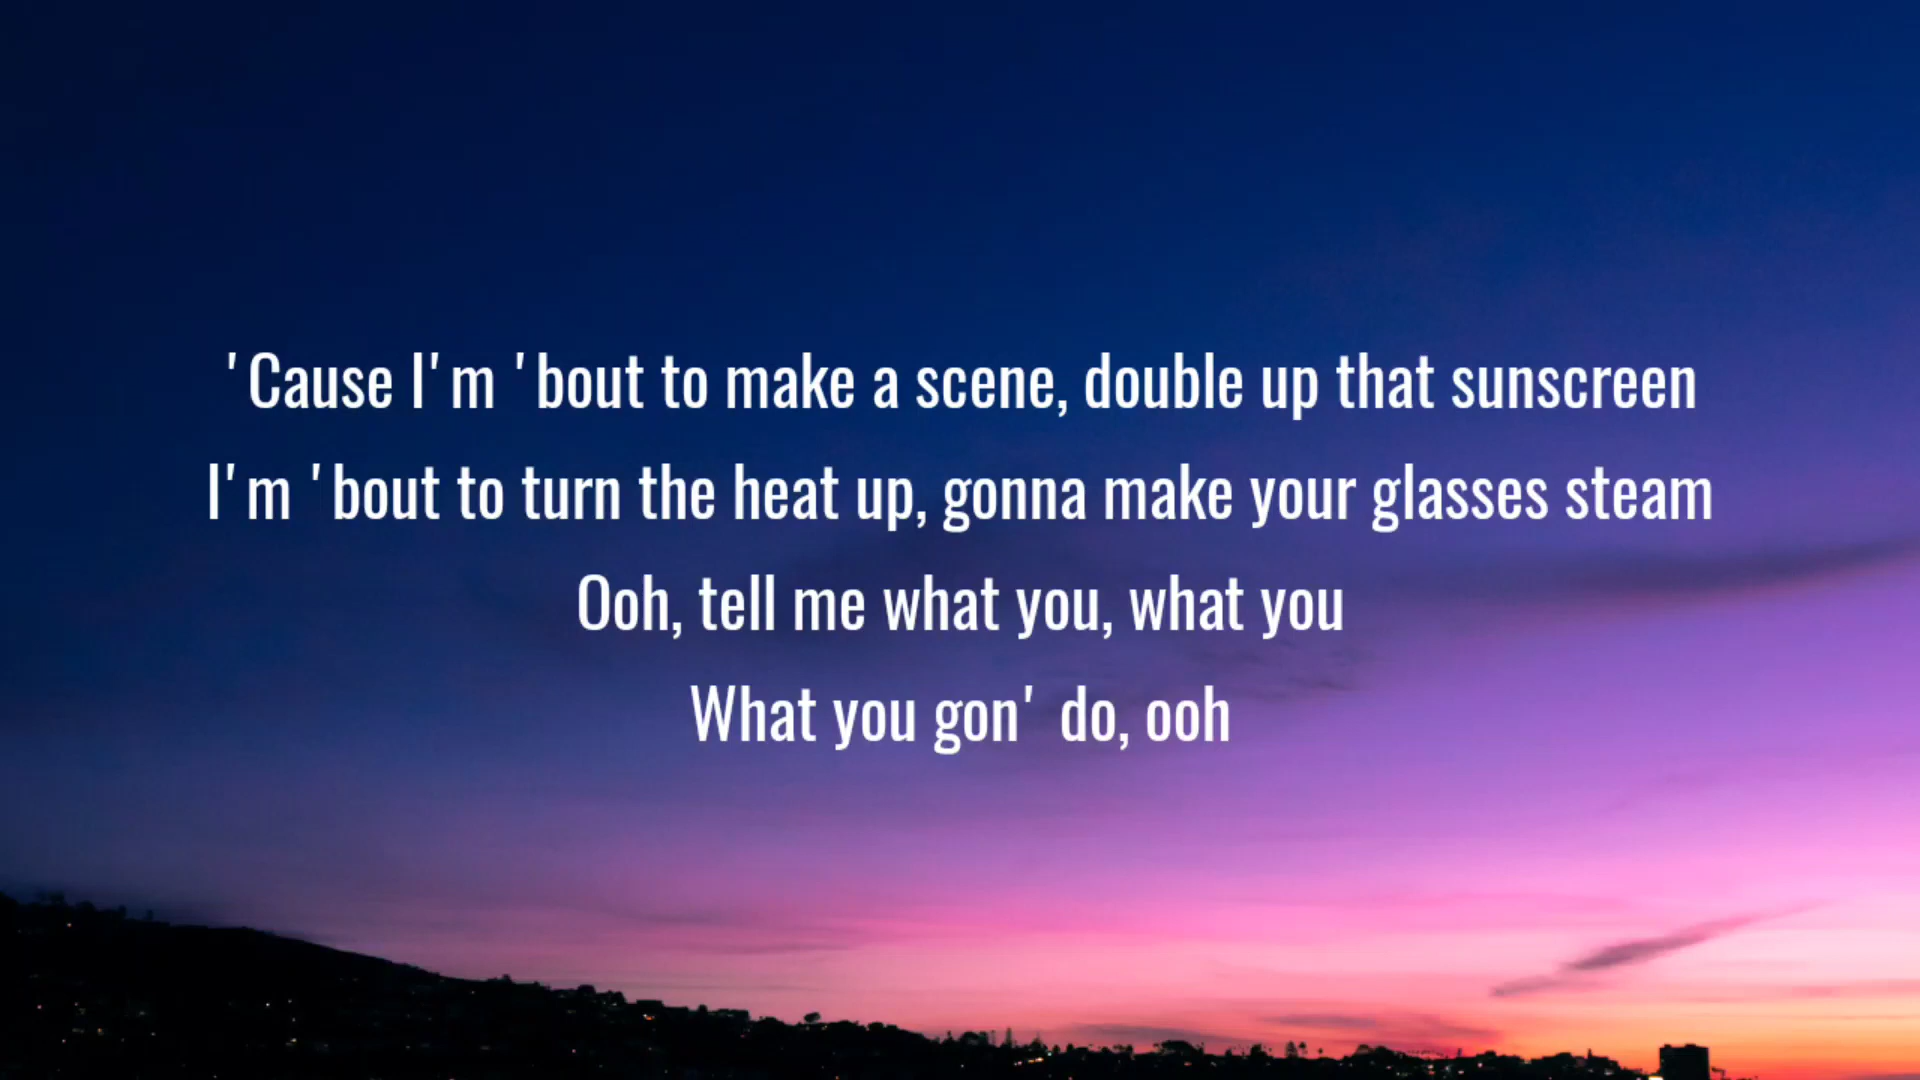 'Cause I'm 'bout to make a scene, double up that sunscreen
I'm 'bout to turn the heat up, gonna make your glasses steam
Ooh, tell me what you, what you
What you gon' do, ooh